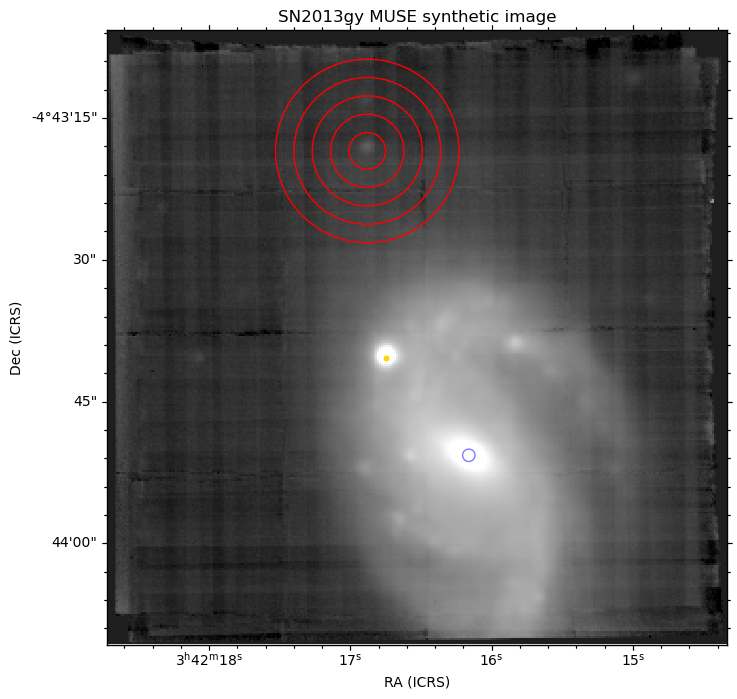 SN2013gy MUSE synthetic image
-4°43'15"
30"
45"
44'00"
Dec (ICRS)
3ʰ42ᵐ18ˢ
17ˢ
16ˢ
15ˢ
RA (ICRS)